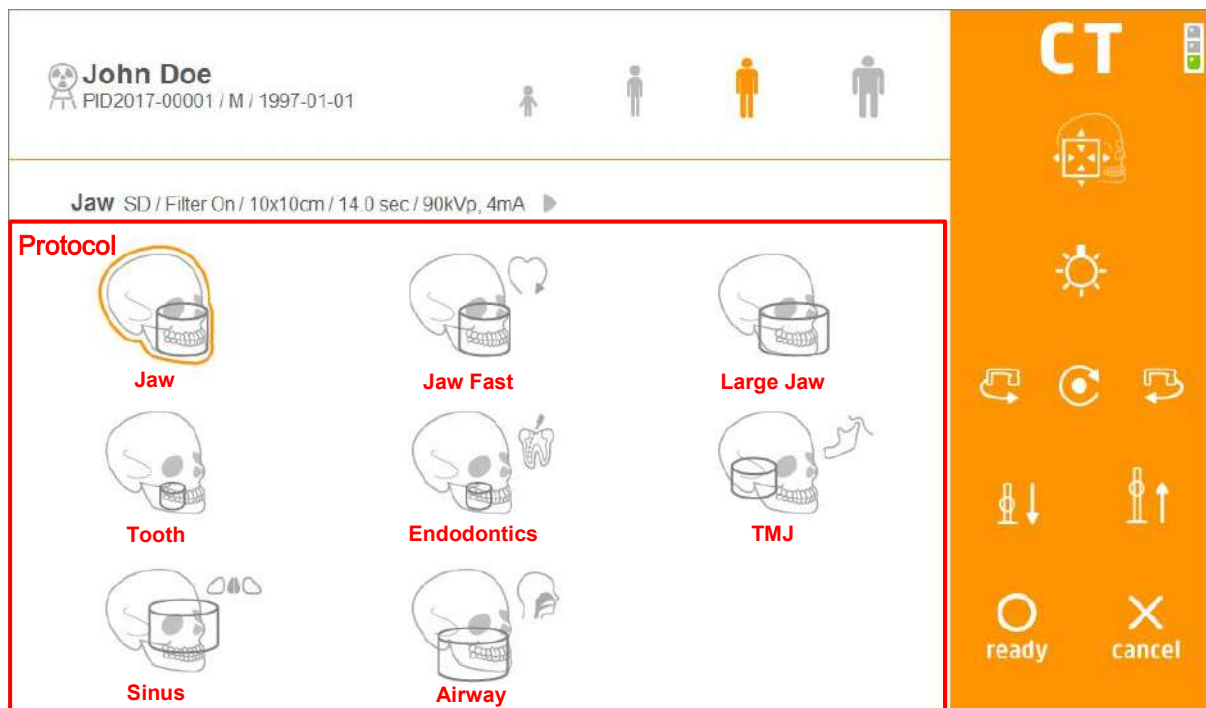 John Doe
PID2017-00001 / M / 1997-01-01
CT
Jaw SD / Filter On / 10x10cm / 14.0 sec / 90kVp, 4mA
Protocol
Jaw
Jaw Fast
Large Jaw
Tooth
Endodontics
TMJ
Sinus
Airway
ready
cancel